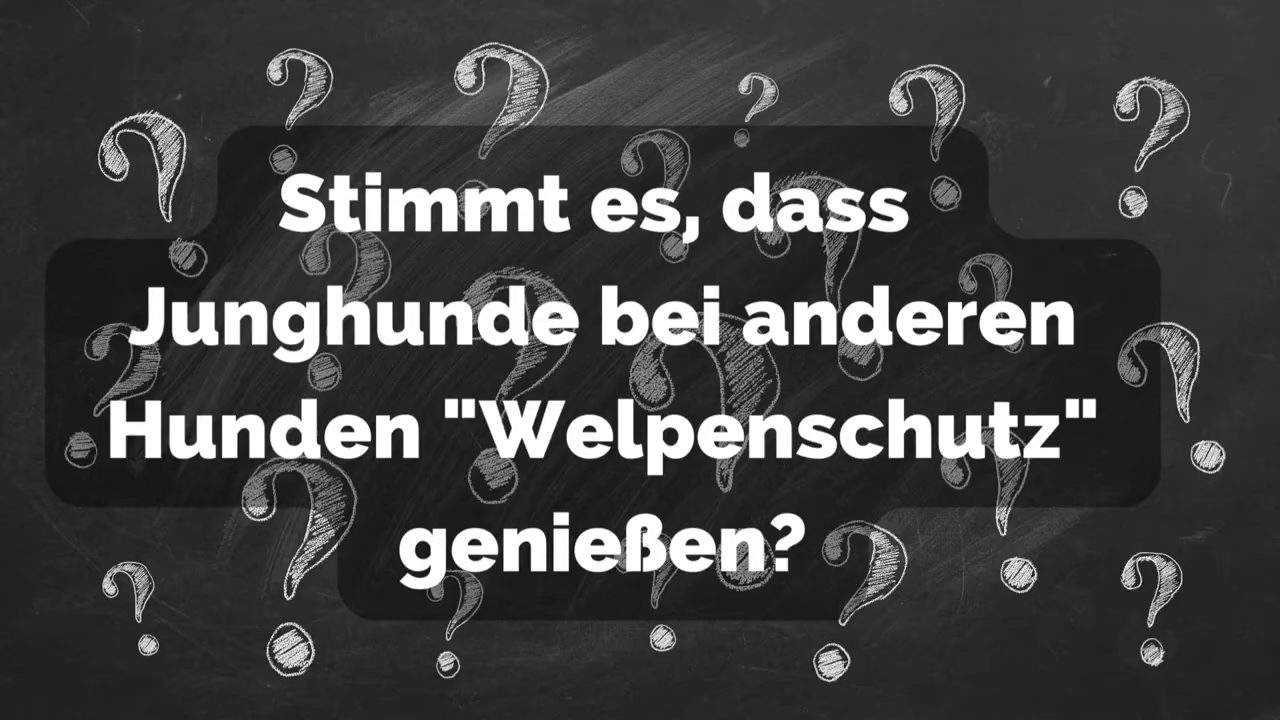 Stimmt es, dass
Junghunde bei anderen
Hunden "Welpenschutz"
genießen?